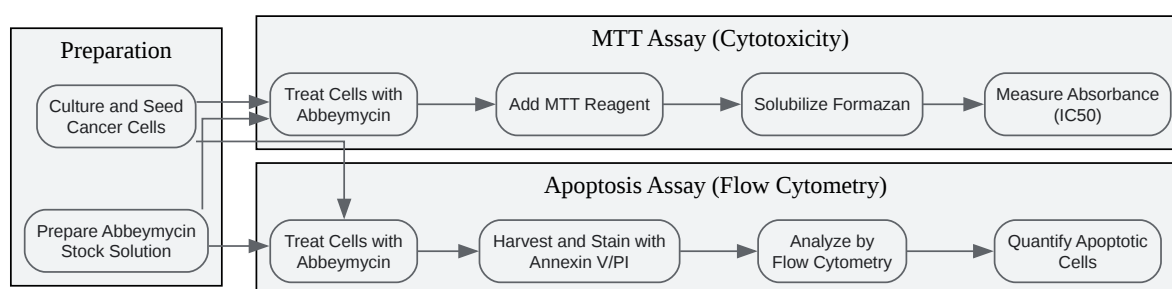 Preparation
Culture and Seed
Cancer Cells
Prepare Abbeymycin
Stock Solution
MTT Assay (Cytotoxicity)
Treat Cells with
Abbeymycin
Add MTT Reagent
Solubilize Formazan
Measure Absorbance
(IC50)
Apoptosis Assay (Flow Cytometry)
Treat Cells with
Abbeymycin
Harvest and Stain with
Annexin V/PI
Analyze by
Flow Cytometry
Quantify Apoptotic
Cells